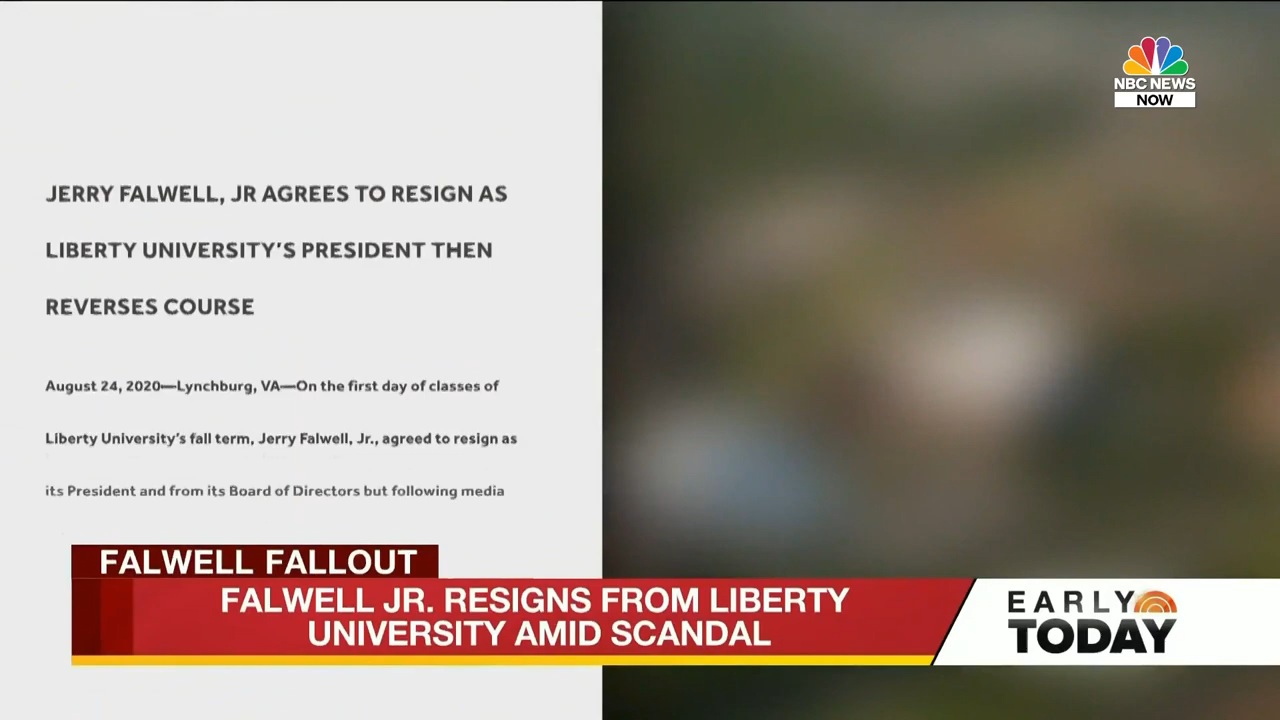 NBC NEWS
NOW
JERRY FALWELL, JR AGREES TO RESIGN AS
LIBERTY UNIVERSITY’S PRESIDENT THEN
REVERSES COURSE
August 24, 2020—Lynchburg, VA—On the first day of classes of
Liberty University’s fall term, Jerry Falwell, Jr., agreed to resign as
its President and from its Board of Directors but following media
FALWELL FALLOUT
FALWELL JR. RESIGNS FROM LIBERTY
UNIVERSITY AMID SCANDAL
EARLY
TODAY